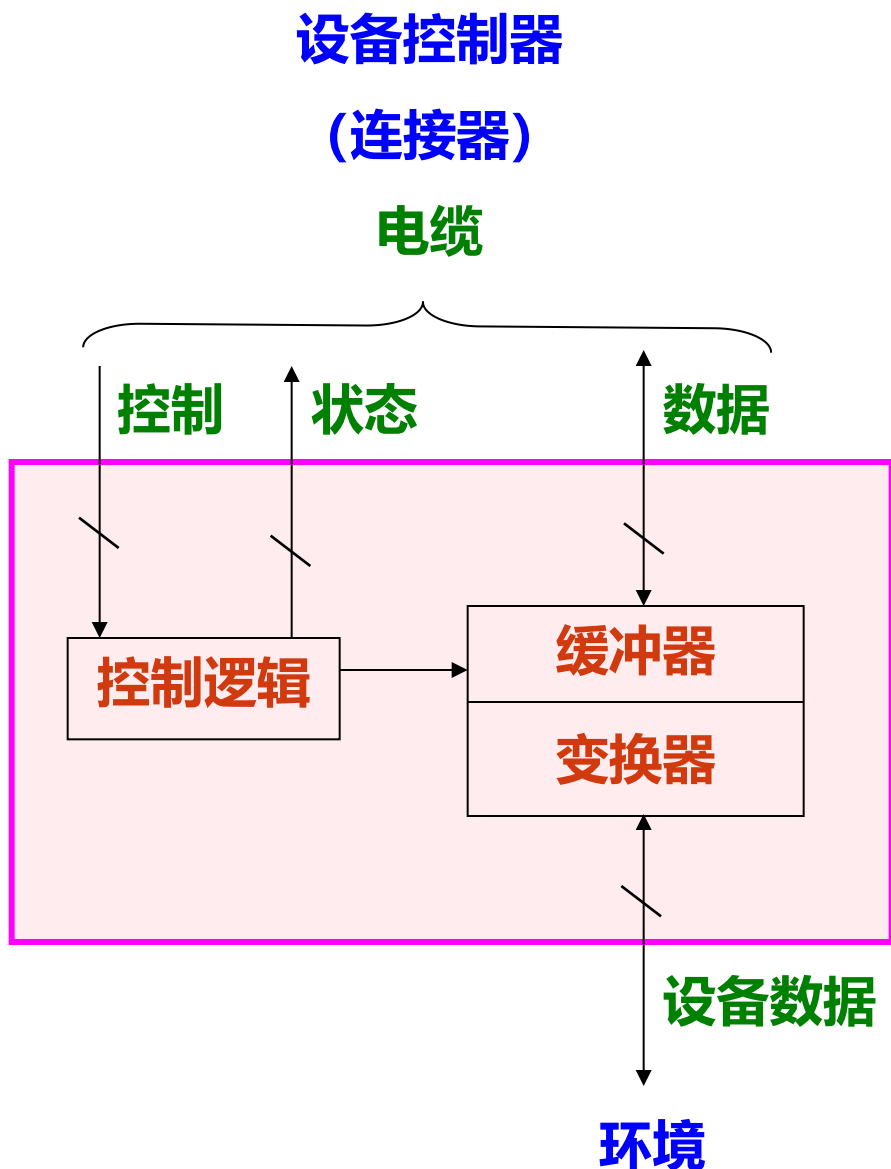 设备控制器
(连接器)
电缆
控制
状态
数据
控制逻辑
缓冲器
变换器
设备数据
环境